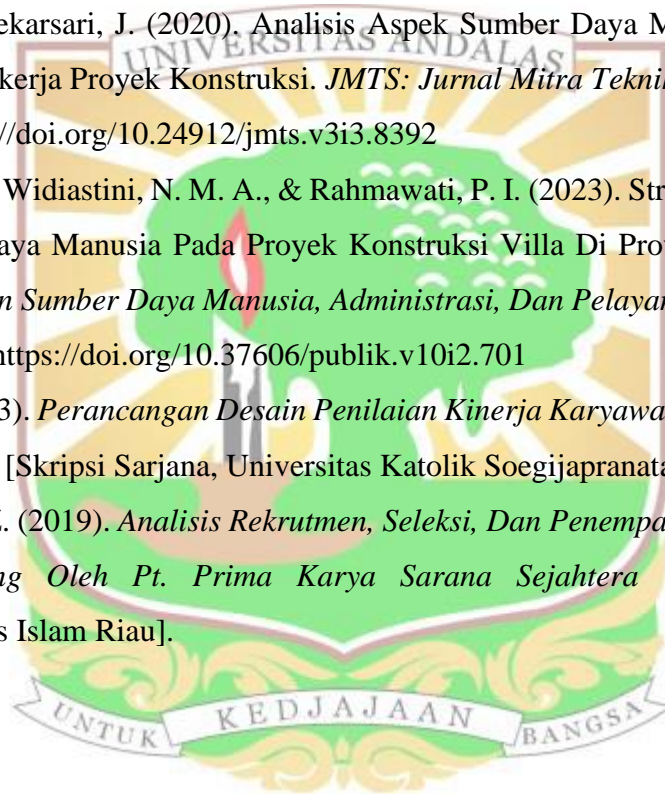 ekarsari, J. (2020). Analisis Aspek Sumber Daya M
UNIVERSITAS ANDALAS
kerja Proyek Konstruksi. JMTS: Jurnal Mitra Teknik
//doi.org/10.24912/jmts.v3i3.8392
Widiastini, N. M. A., & Rahmawati, P. I. (2023). Str
aya Manusia Pada Proyek Konstruksi Villa Di Prov
n Sumber Daya Manusia, Administrasi, Dan Pelayan
https://doi.org/10.37606/publik.v10i2.701
3). Perancangan Desain Penilaian Kinerja Karyawa
[Skripsi Sarjana, Universitas Katolik Soegijapranata
Z. (2019). Analisis Rekrutmen, Seleksi, Dan Penempa
ng Oleh Pt. Prima Karya Sarana Sejahtera
s Islam Riau].
UNTUK KEDJAJAAN BANGSA